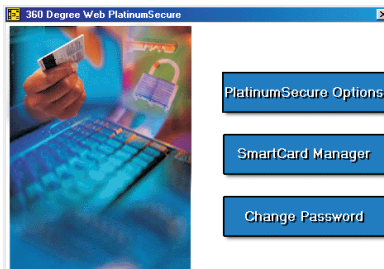 360 Degree Web PlatinumSecure
PlatinumSecure Options
SmartCard Manager
Change Password